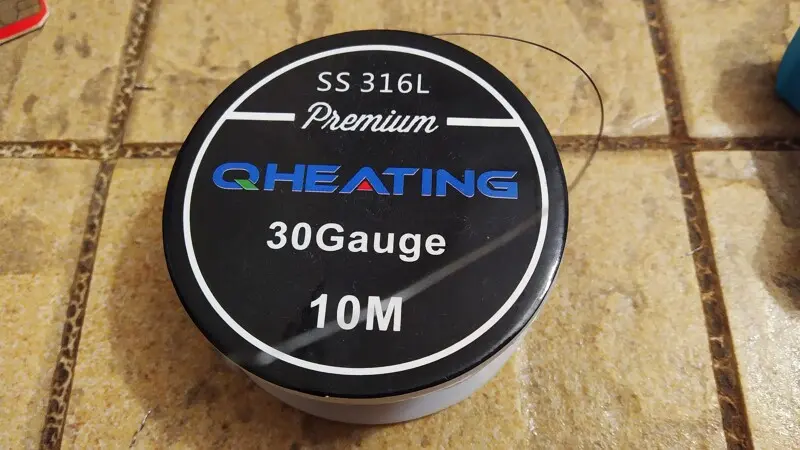 SS 316L
Premium
QHEATING
30Gauge
10M